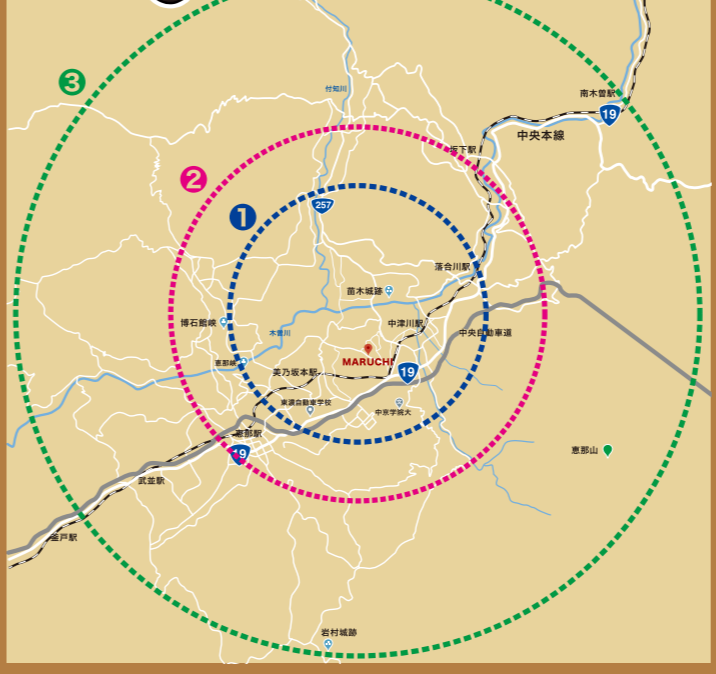 ③
付知川
南木曽駅
19
中央本線
坂下駅
②
①
257
落合川駅
苗木城跡
博石館峡
中津川駅
木曽川
中央自動車道
恵那峡
MARUCHI
美乃坂本駅
19
東濃自動車学校
中京学院大
恵那駅
19
恵那山
武並駅
釜戸駅
岩村城跡